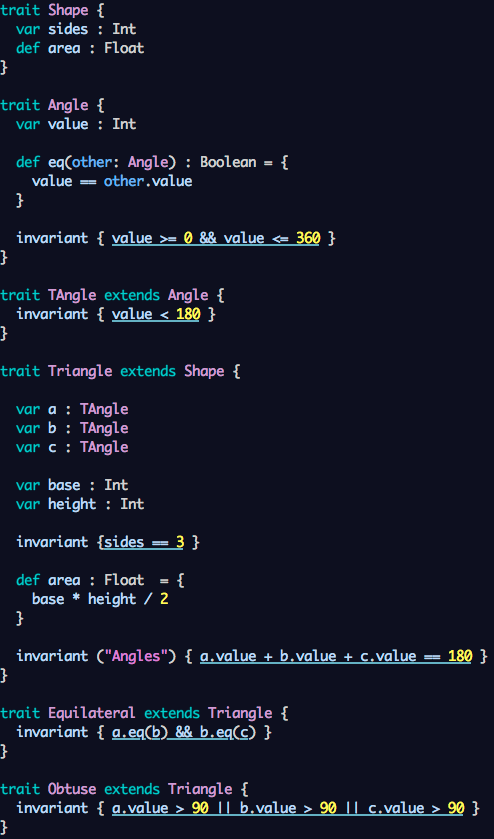 trait Shape {
  var sides : Int
  def area : Float
}

trait Angle {
  var value : Int

  def eq(other: Angle) : Boolean = {
    value == other.value
  }

  invariant { value >= 0 && value <= 360 }
}

trait TAngle extends Angle {
  invariant { value < 180 }
}

trait Triangle extends Shape {

  var a : TAngle
  var b : TAngle
  var c : TAngle

  var base : Int
  var height : Int

  invariant {sides == 3 }

  def area : Float  = {
    base * height / 2
  }

  invariant ("Angles") { a.value + b.value + c.value == 180 }
}

trait Equilateral extends Triangle {
  invariant { a.eq(b) && b.eq(c) }
}

trait Obtuse extends Triangle {
  invariant { a.value > 90 || b.value > 90 || c.value > 90 }
}